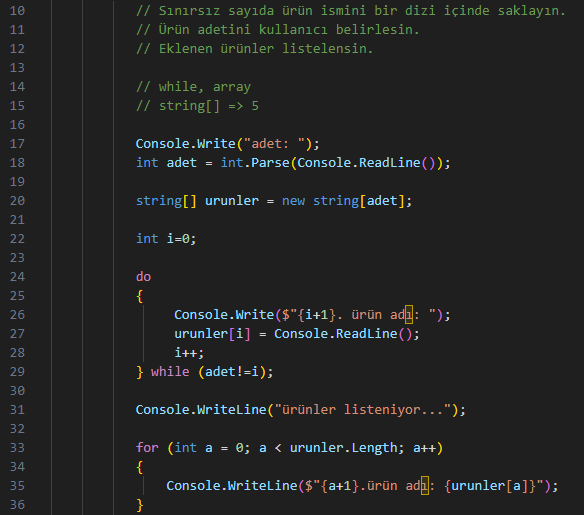 10 // Sınırsız sayıda ürün ismini bir dizi içinde saklayın.
11 // Ürün adetini kullanıcı belirlesin.
12 // Eklenen ürünler listelensin.
13
14 // while, array
15 // string[] => 5
16
17 Console.Write("adet: ");
18 int adet = int.Parse(Console.ReadLine());
19
20 string[] urunler = new string[adet];
21
22 int i=0;
23
24 do
25 {
26 Console.Write($"{i+1}. ürün adı: ");
27 urunler[i] = Console.ReadLine();
28 i++;
29 } while (adet!=i);
30
31 Console.WriteLine("ürünler listeniyor...");
32
33 for (int a = 0; a < urunler.Length; a++)
34 {
35 Console.WriteLine($"{a+1}.ürün adı: {urunler[a]}");
36 }